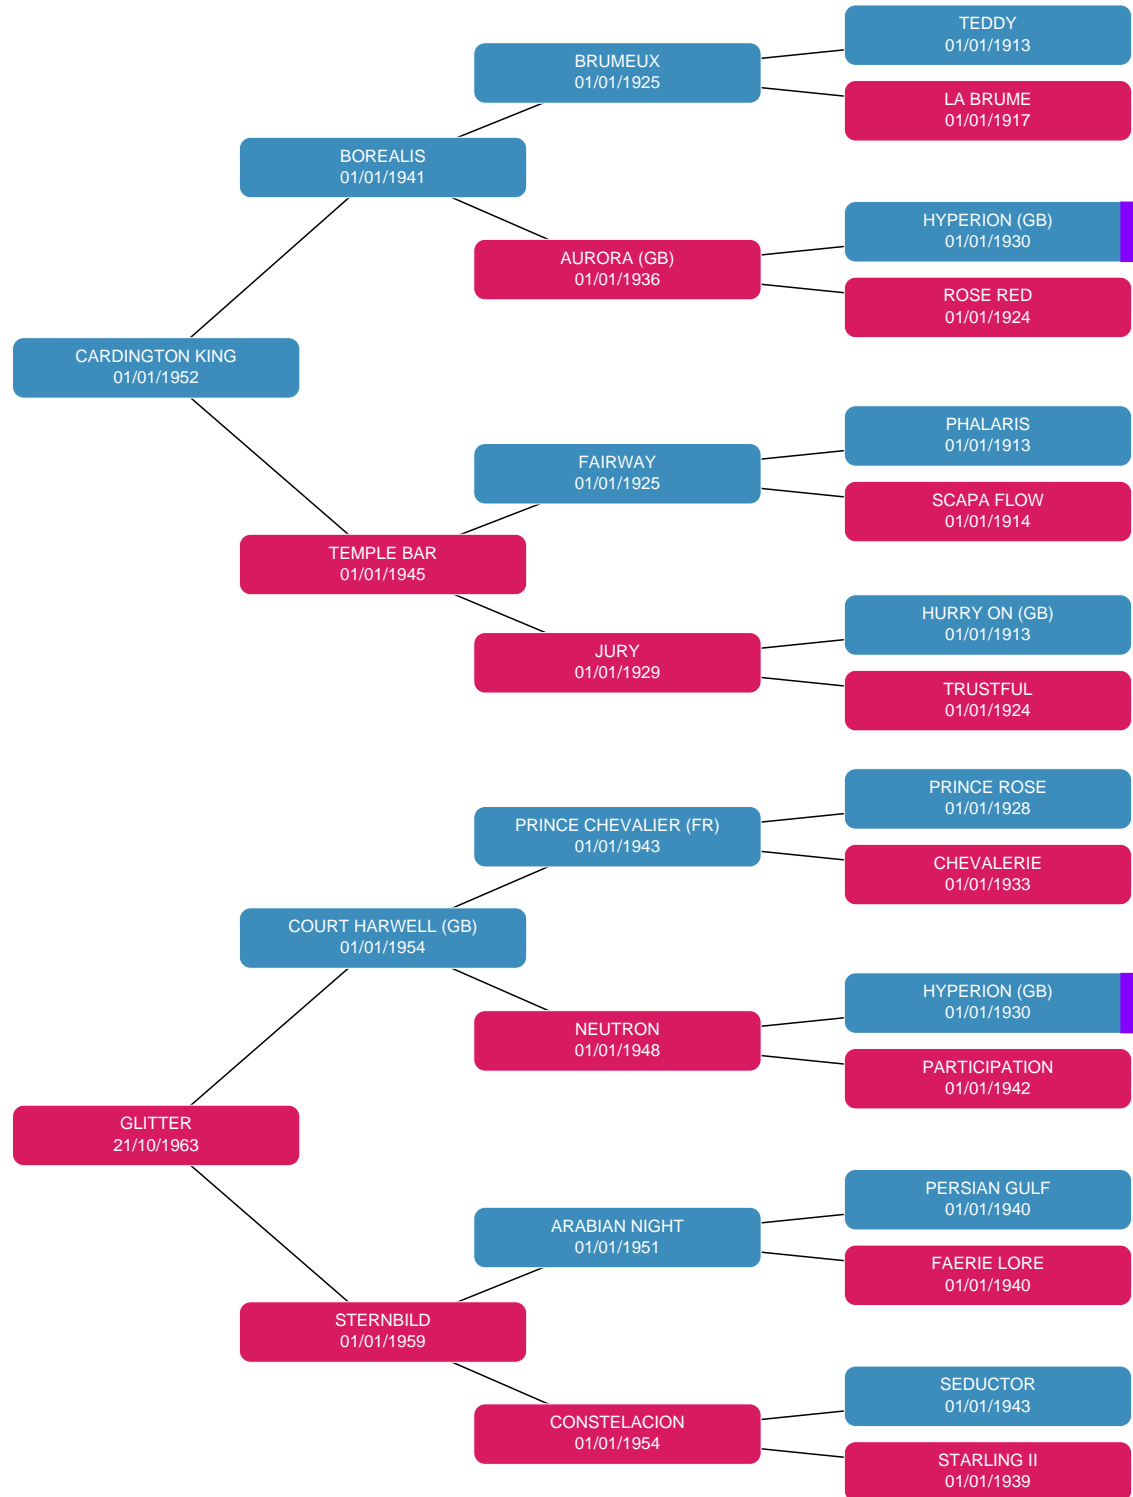 TEDDY
01/01/1913
BRUMEUX
01/01/1925
LA BRUME
01/01/1917
BOREALIS
01/01/1941
HYPERION (GB)
01/01/1930
AURORA (GB)
01/01/1936
ROSE RED
01/01/1924
CARDINGTON KING
01/01/1952
PHALARIS
01/01/1913
FAIRWAY
01/01/1925
SCAPA FLOW
01/01/1914
TEMPLE BAR
01/01/1945
HURRY ON (GB)
01/01/1913
JURY
01/01/1929
TRUSTFUL
01/01/1924
PRINCE ROSE
01/01/1928
PRINCE CHEVALIER (FR)
01/01/1943
CHEVALERIE
01/01/1933
COURT HARWELL (GB)
01/01/1954
HYPERION (GB)
01/01/1930
NEUTRON
01/01/1948
PARTICIPATION
01/01/1942
GLITTER
21/10/1963
PERSIAN GULF
01/01/1940
ARABIAN NIGHT
01/01/1951
FAERIE LORE
01/01/1940
STERNBILD
01/01/1959
SEDUCTOR
01/01/1943
CONSTELACION
01/01/1954
STARLING II
01/01/1939